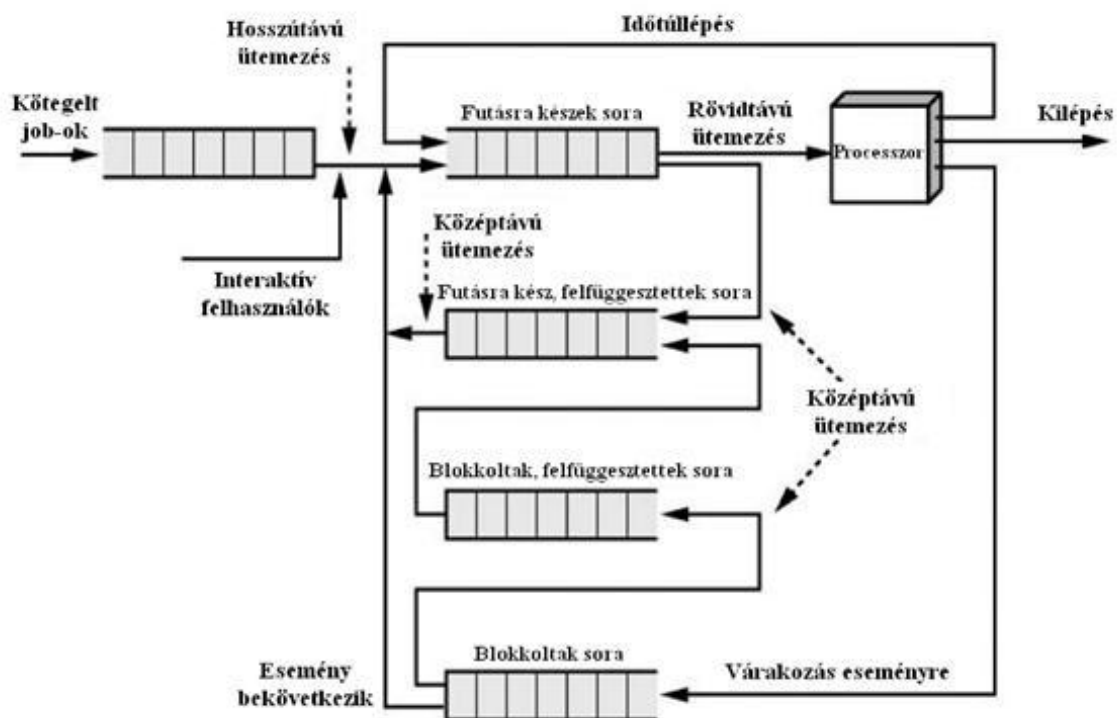 Időtúllépés
Hosszútávú
ütemezés
Kötegelt
job-ok
Futásra készek sora
Rövidtávú
ütemezés
Processzor
Kilépés
Középtávú
ütemezés
Interaktív
felhasználók
Futásra kész, felfüggesztettek sora
Középtávú
ütemezés
Blokkoltak, felfüggesztettek sora
Esemény
bekövetkezik
Blokkoltak sora
Várakozás eseményre